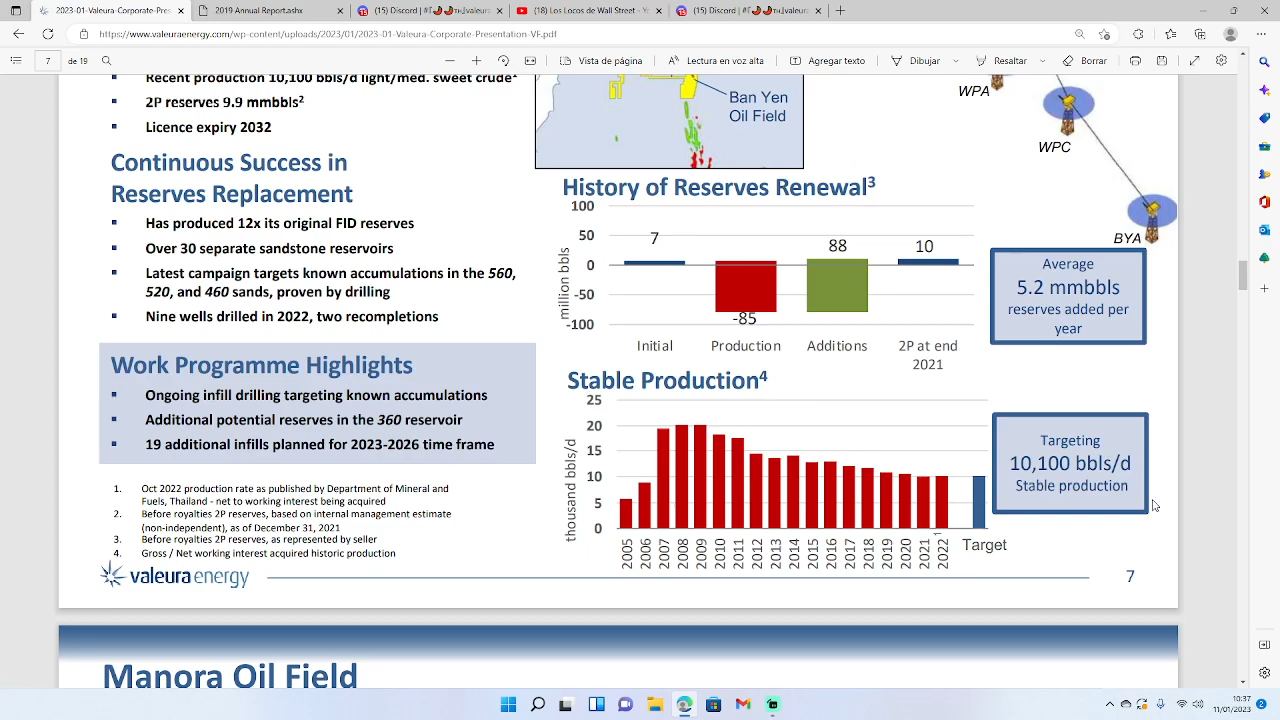 2023-01-Valeura-Corporate-Pres
2019 Annual Reportasxs
(15) Discord | #
valeura
(18) Los Locos de Wall Street - Yo
(15) Discord | #
valeura
https://www.valeuraenergy.com/wp-content/uploads/2023/01/2023-01-Valeura-Corporate-Presentation-VF.pdf
7 de 19
Vista de página
Lectura en voz alta
Agregar texto
Dibujar
Resaltar
Borrar
Recent production 10,100 bbls/d light/med. sweet crude¹
2P reserves 9.9 mmbbls²
Licence expiry 2032
Continuous Success in
Reserves Replacement
Has produced 12x its original FID reserves
Over 30 separate sandstone reservoirs
Latest campaign targets known accumulations in the 560,
520, and 460 sands, proven by drilling
Nine wells drilled in 2022, two recompletions
Work Programme Highlights
Ongoing infill drilling targeting known accumulations
Additional potential reserves in the 360 reservoir
19 additional infills planned for 2023-2026 time frame
1. Oct 2022 production rate as published by Department of Mineral and
Fuels, Thailand - net to working interest being acquired
2. Before royalties 2P reserves, based on internal management estimate
(non-independent), as of December 31, 2021
3. Before royalties 2P reserves, as represented by seller
4. Gross / Net working interest acquired historic production
Ban Yen
Oil Field
WPA
WPC
BYA
History of Reserves Renewal³
million bbls
100
50
0
-50
-100
7
-85
88
10
Initial
Production
Additions
2P at end
2021
Average
5.2 mmbbls
reserves added per
year
Stable Production⁴
thousand bbls/d
25
20
15
10
5
0
2005
2006
2007
2008
2009
2010
2011
2012
2013
2014
2015
2016
2017
2018
2019
2020
2021
2022 ¹
Target
Targeting
10,100 bbls/d
Stable production
valeura energy
7
Manora Oil Field
10:37
11/01/2023
2